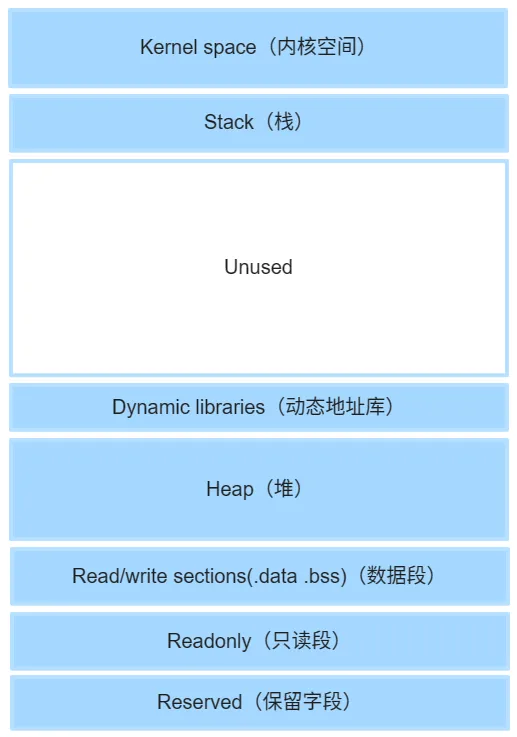 Kernel space（内核空间）
Stack（栈）
Unused
Dynamic libraries（动态地址库）
Heap（堆）
Read/write sections(.data .bss)（数据段）
Readonly（只读段）
Reserved（保留字段）